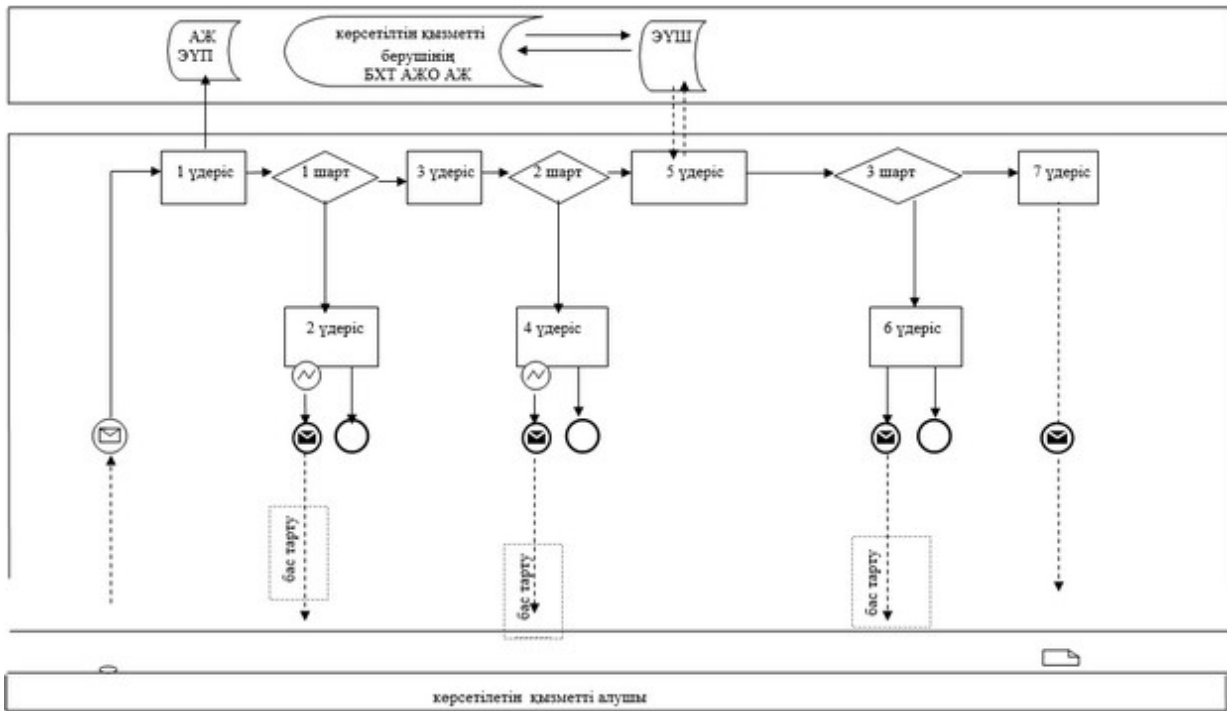 АЖ
ЭҮП
көрсетілтін қызметті
берушінің
БХТ АЖО АЖ
ЭҮШ
1 үдеріс
1 шарт
3 үдеріс
2 шарт
5 үдеріс
3 шарт
7 үдеріс
2 үдеріс
4 үдеріс
6 үдеріс
бас тарту
бас тарту
бас тарту
көрсетілетін қызметті алушы